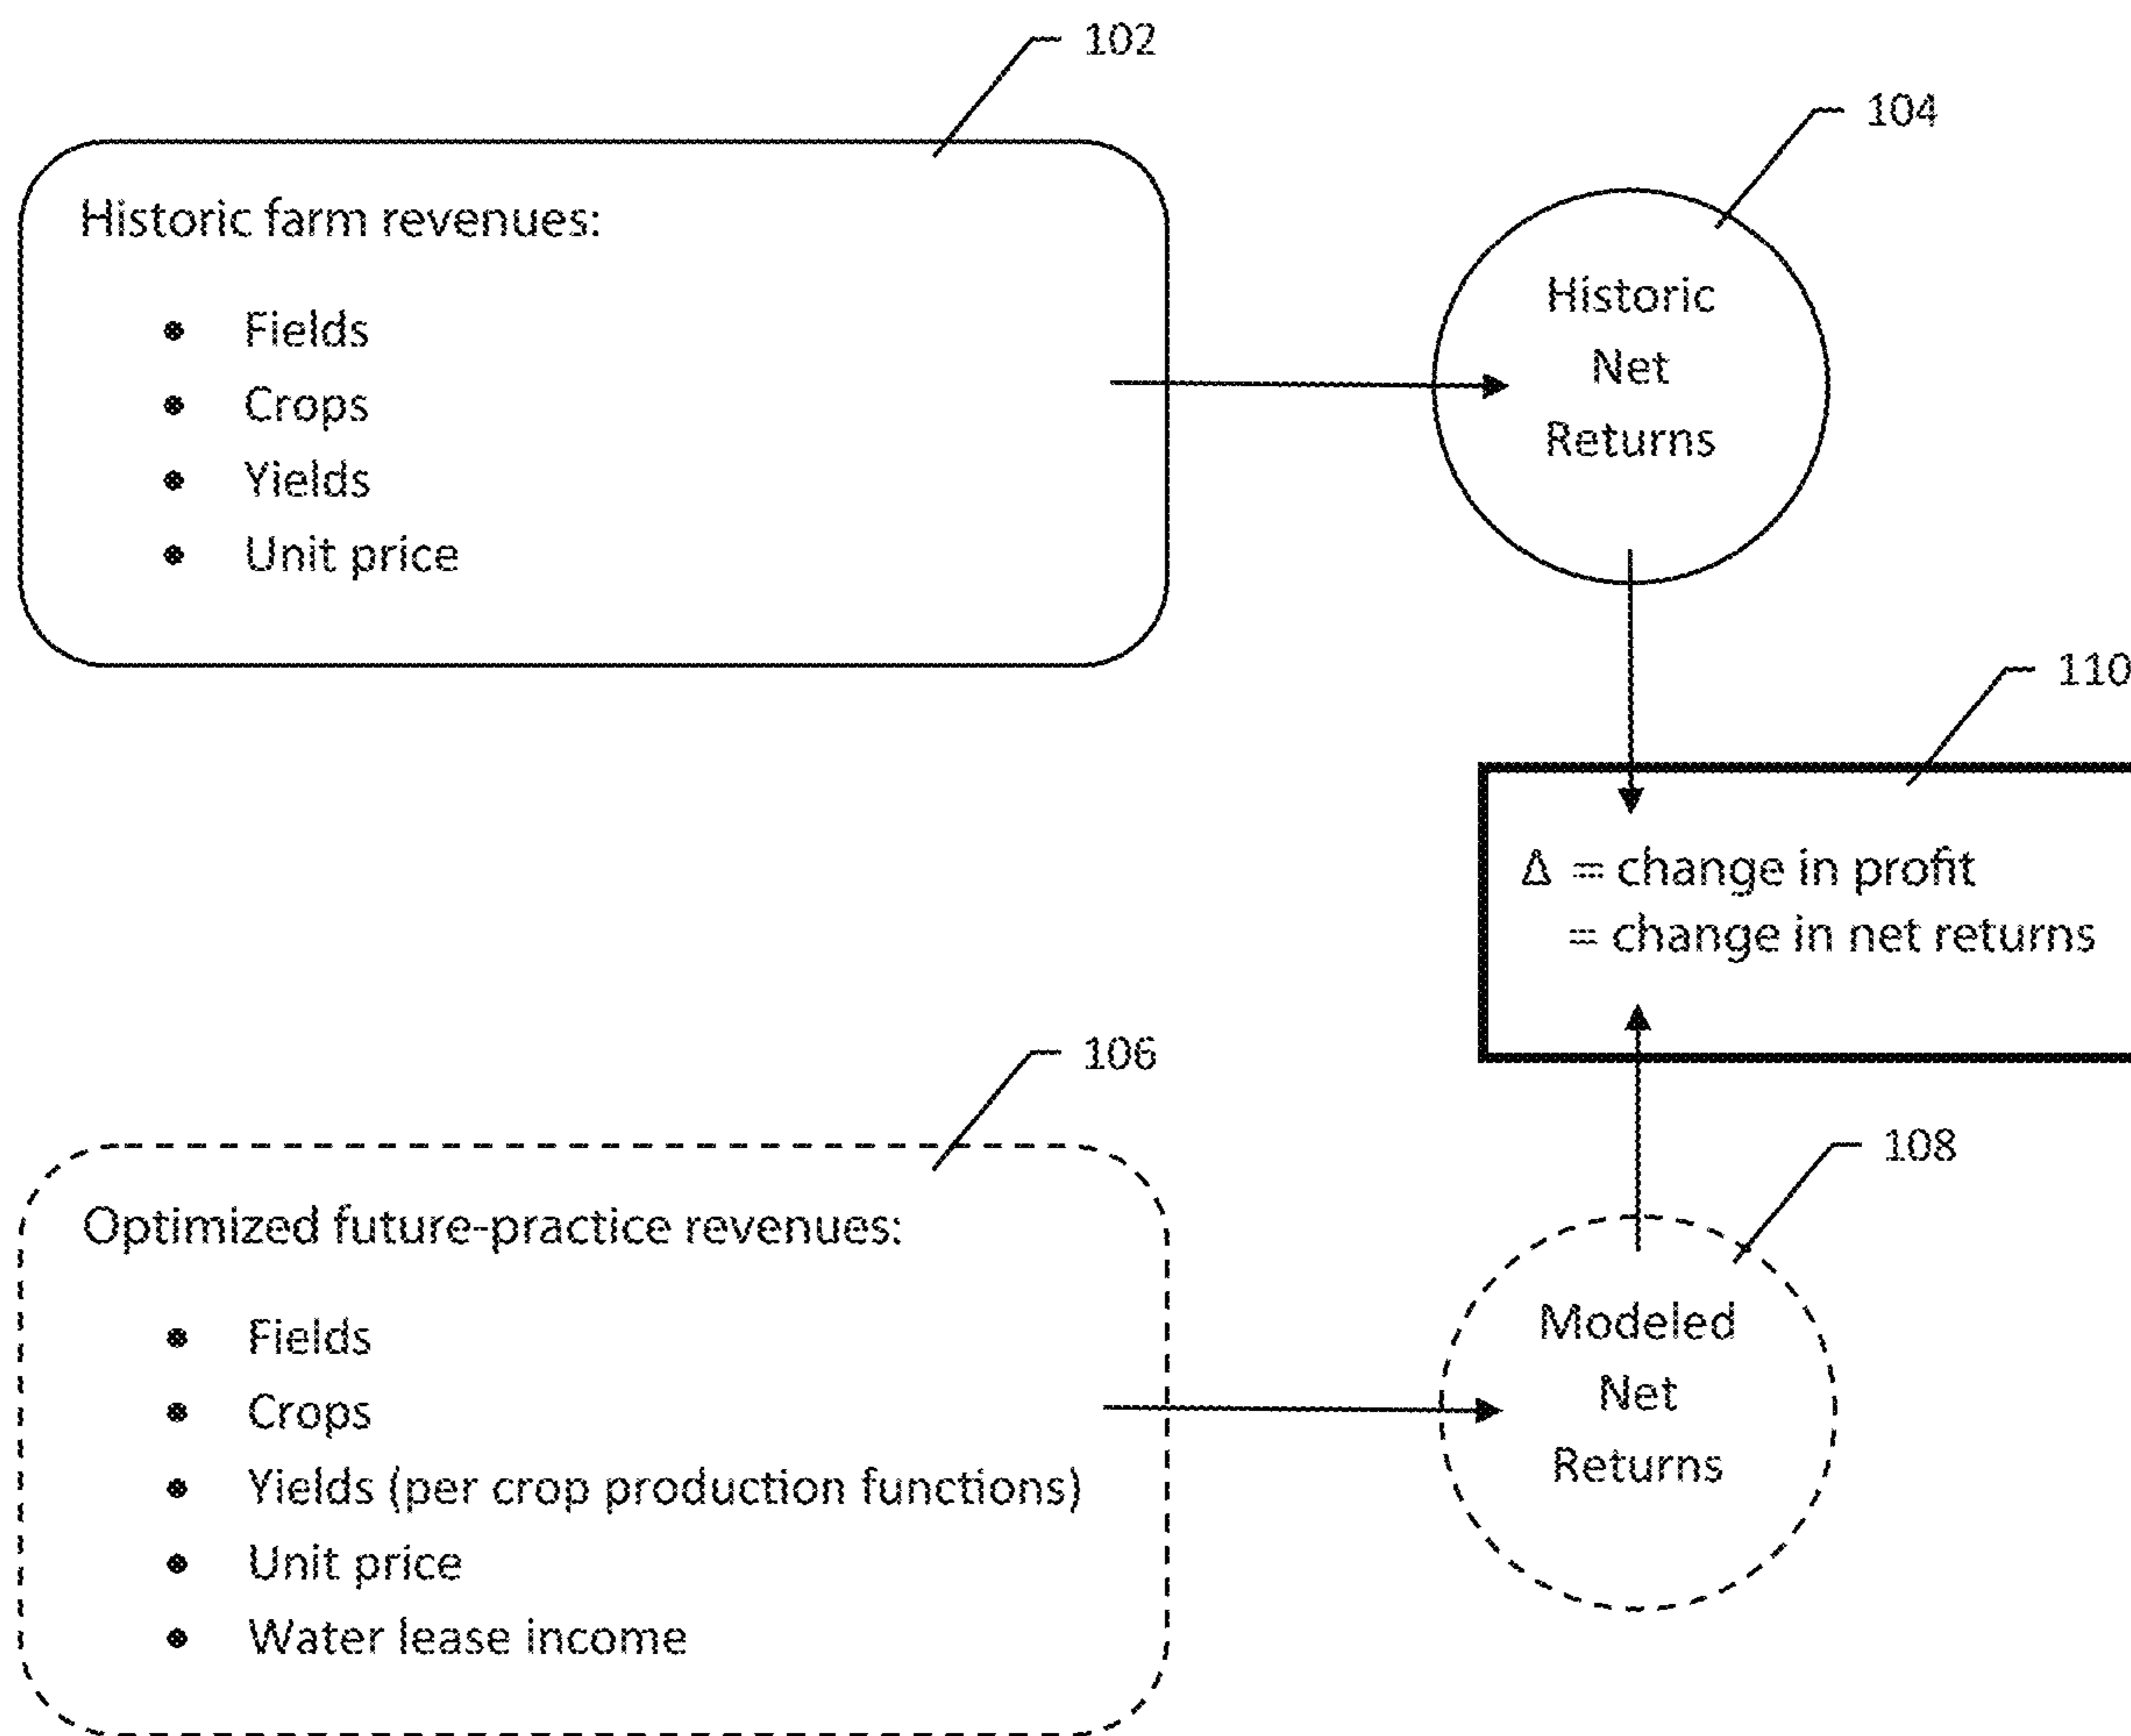 102
104
Historic farm revenues:
• Fields
• Crops
• Yields
• Unit price
Historic
Net
Returns
110
Δ = change in profit
= change in net returns
106
108
Optimized future-practice revenues:
• Fields
• Crops
• Yields (per crop production functions)
• Unit price
• Water lease income
Modeled
Net
Returns